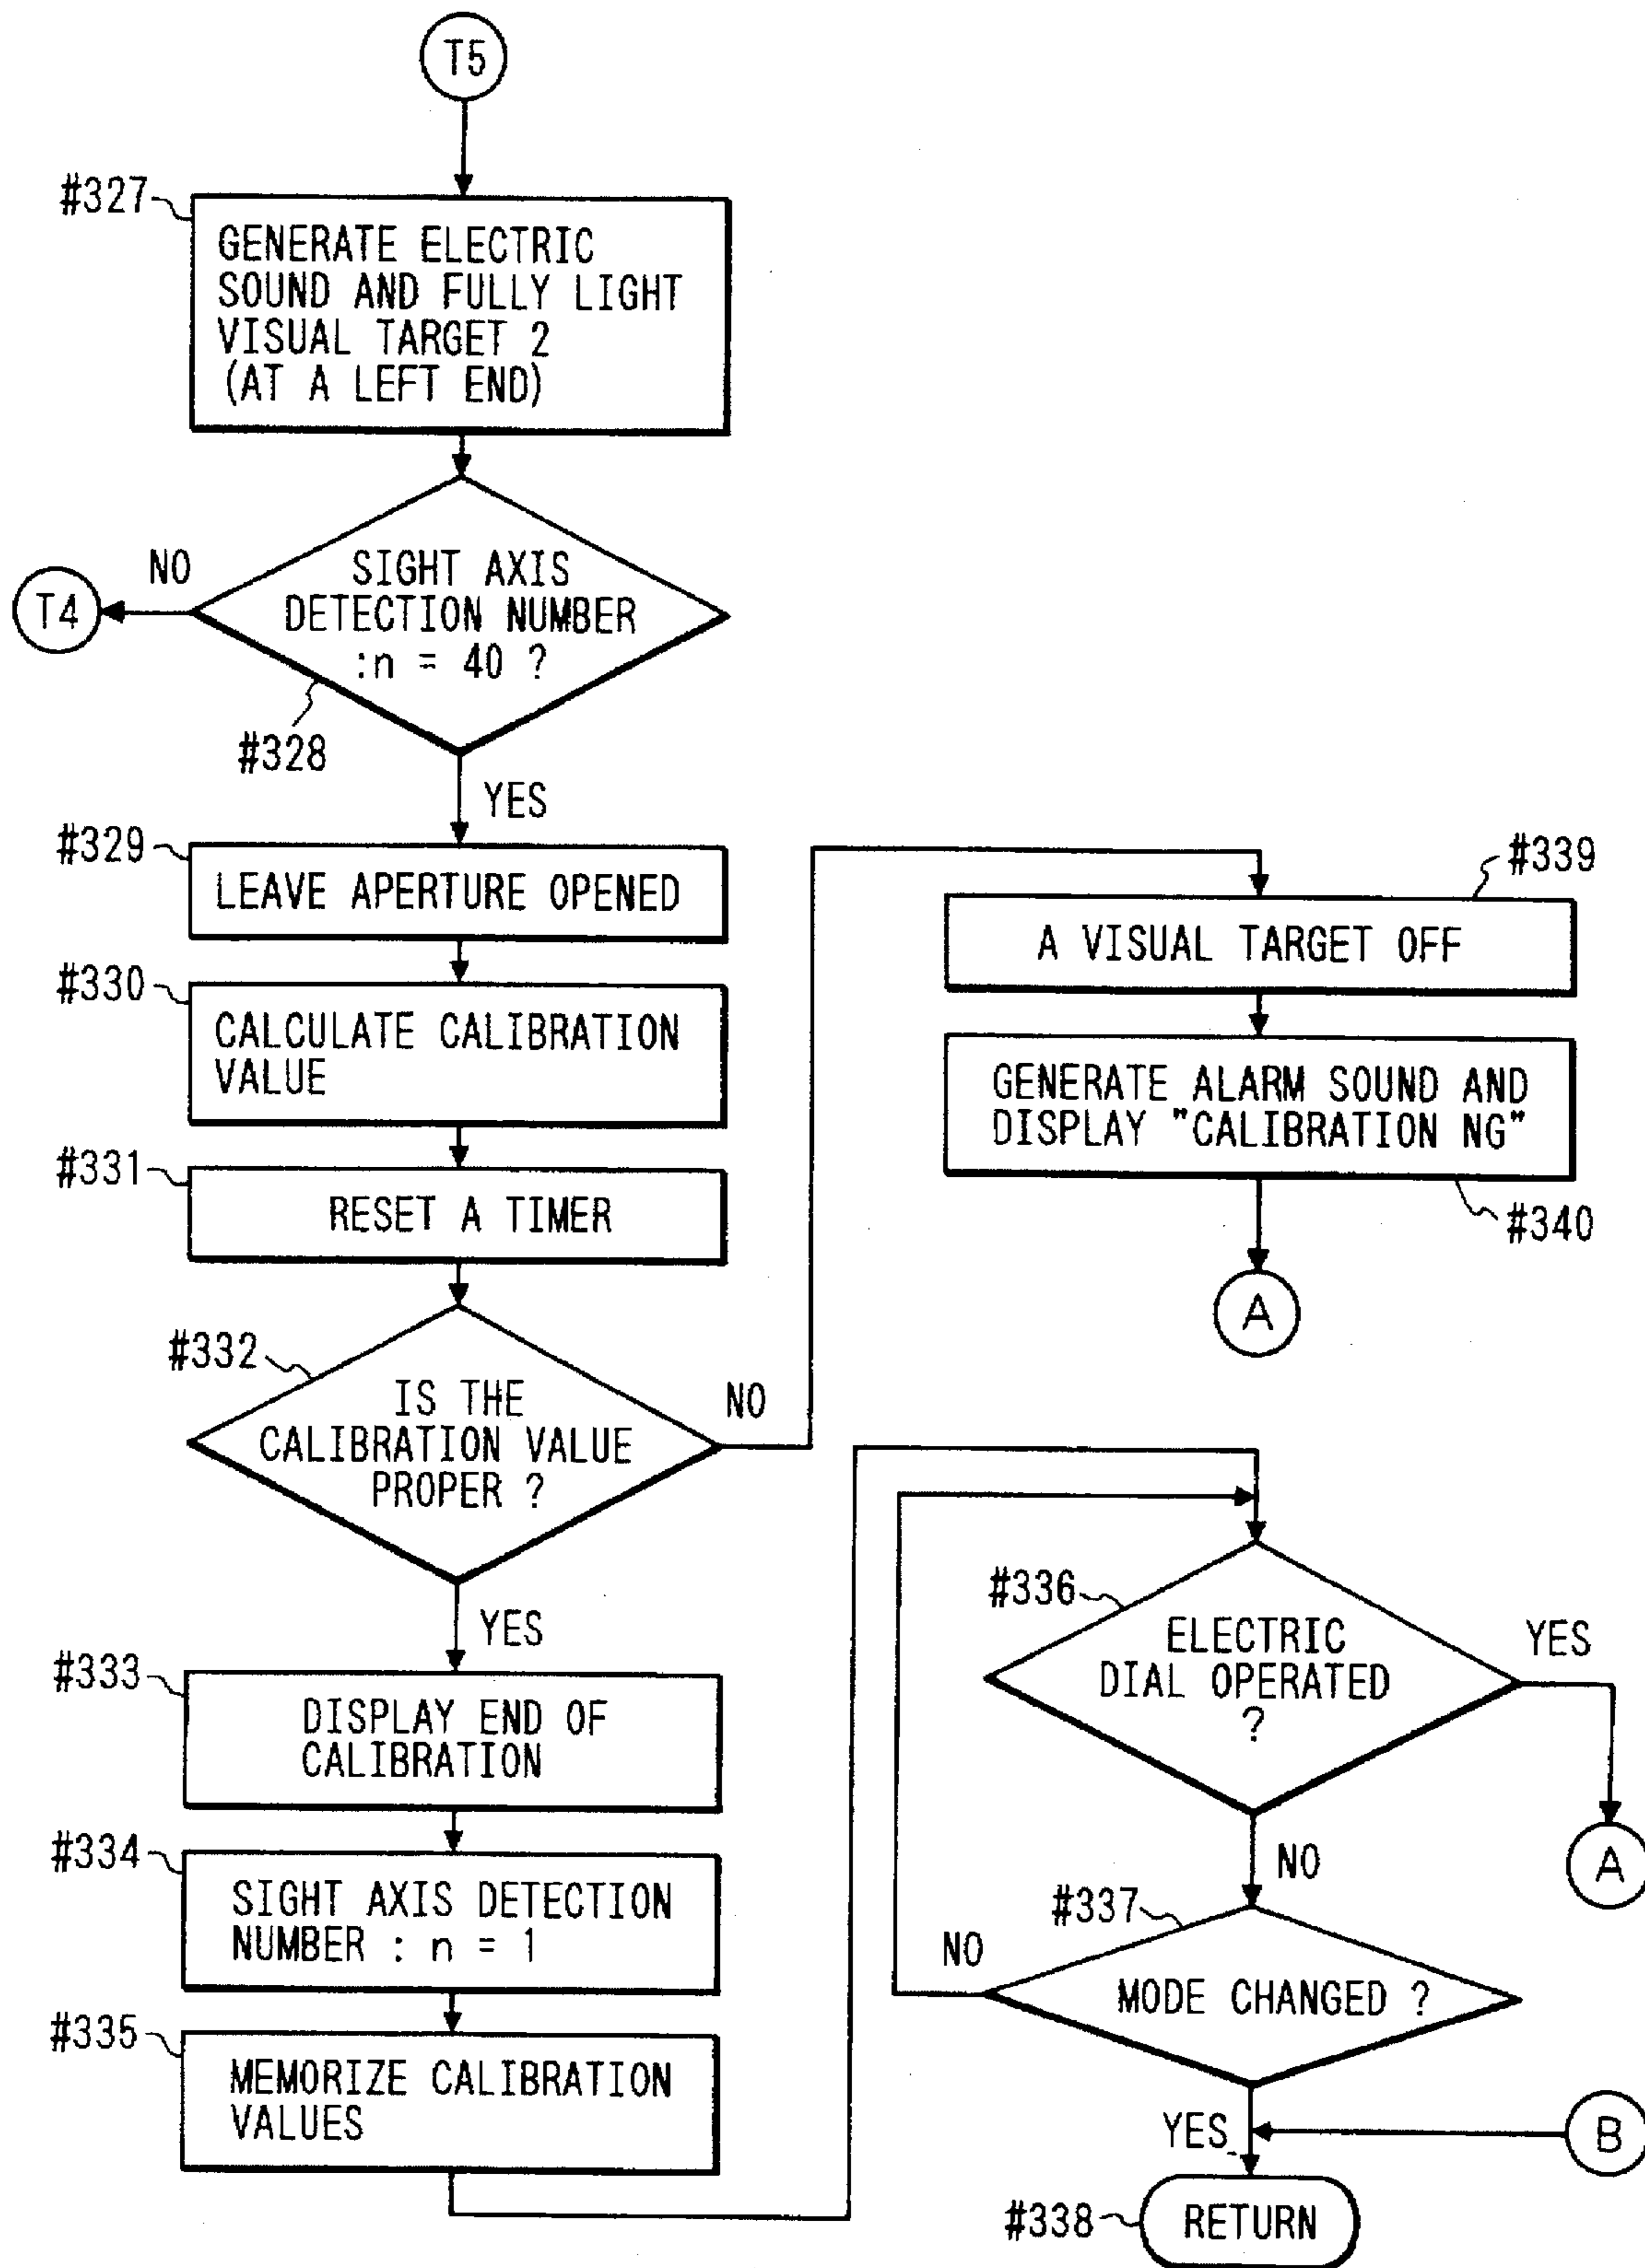 T5
#327
GENERATE ELECTRIC
SOUND AND FULLY LIGHT
VISUAL TARGET 2
(AT A LEFT END)
NO
T4
SIGHT AXIS
DETECTION NUMBER
:n = 40 ?
#328
YES
#329
LEAVE APERTURE OPENED
#330
CALCULATE CALIBRATION
VALUE
#331
RESET A TIMER
#332
IS THE
CALIBRATION VALUE
PROPER ?
NO
YES
#333
DISPLAY END OF
CALIBRATION
#334
SIGHT AXIS DETECTION
NUMBER : n = 1
#335
MEMORIZE CALIBRATION
VALUES
#339
A VISUAL TARGET OFF
GENERATE ALARM SOUND AND
DISPLAY "CALIBRATION NG"
#340
A
#336
ELECTRIC
DIAL OPERATED
?
YES
A
NO
#337
NO
MODE CHANGED ?
YES
B
#338
RETURN